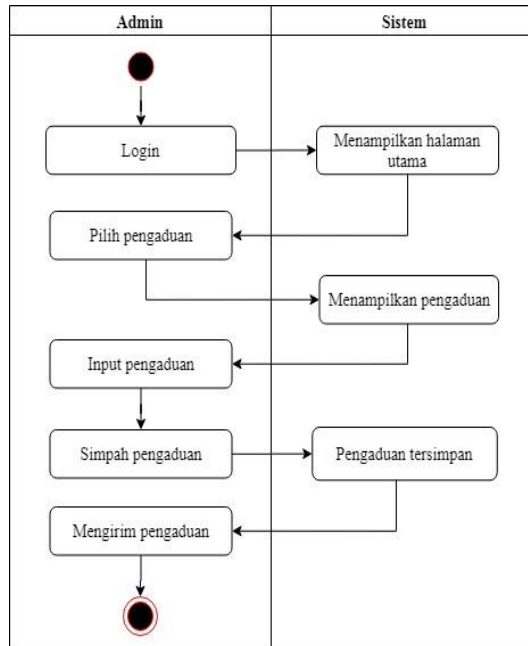 Admin
Sistem
Login
Menampilkan halaman
utama
Pilih pengaduan
Menampilkan pengaduan
Input pengaduan
Simpah pengaduan
Pengaduan tersimpan
Mengirim pengaduan